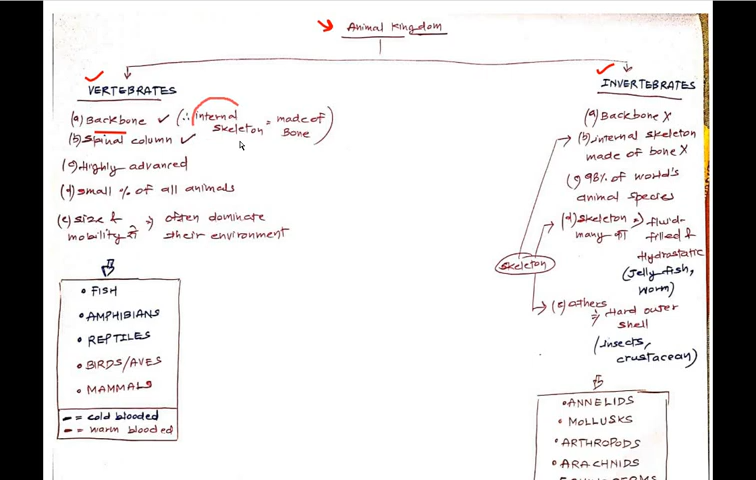 Animal Kingdom
VERTEBRATES
(a) Backbone ✓ (∵ internal skeleton = made of Bone)
(b) Spinal column ✓
(c) Highly advanced
(d) small % of all animals
(e) size & mobility ने → often dominate their environment
• FISH
• AMPHIBIANS
• REPTILES
• BIRDS/AVES
• MAMMALS
- = cold blooded
- = warm blooded
INVERTEBRATES
(a) Backbone X
(b) internal skeleton
made of bone X
98% of world's
animal species
skeleton
(d) skeleton → fluid-
many का filled &
Hydrostatic
(Jelly fish,
worm)
(e) others
→ Hard outer
shell
(insects,
crustacean)
• ANNELIDS
• MOLLUSKS
• ARTHROPODS
• ARACHNIDS